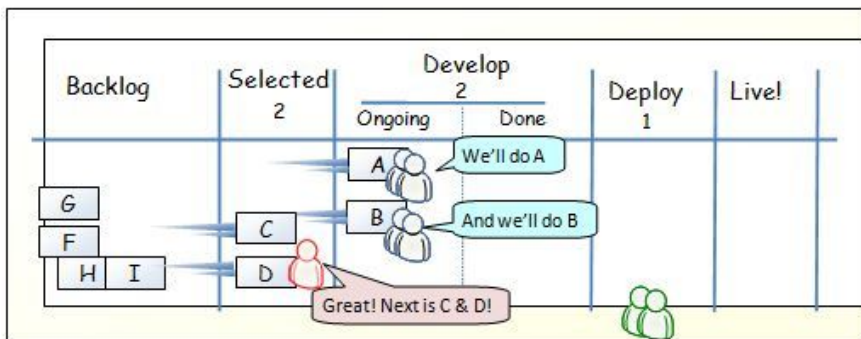 Backlog
Selected
2
Develop
2
Ongoing
Done
Deploy
1
Live!
A
We'll do A
G
B
And we'll do B
C
F
H
I
D
Great! Next is C & D!